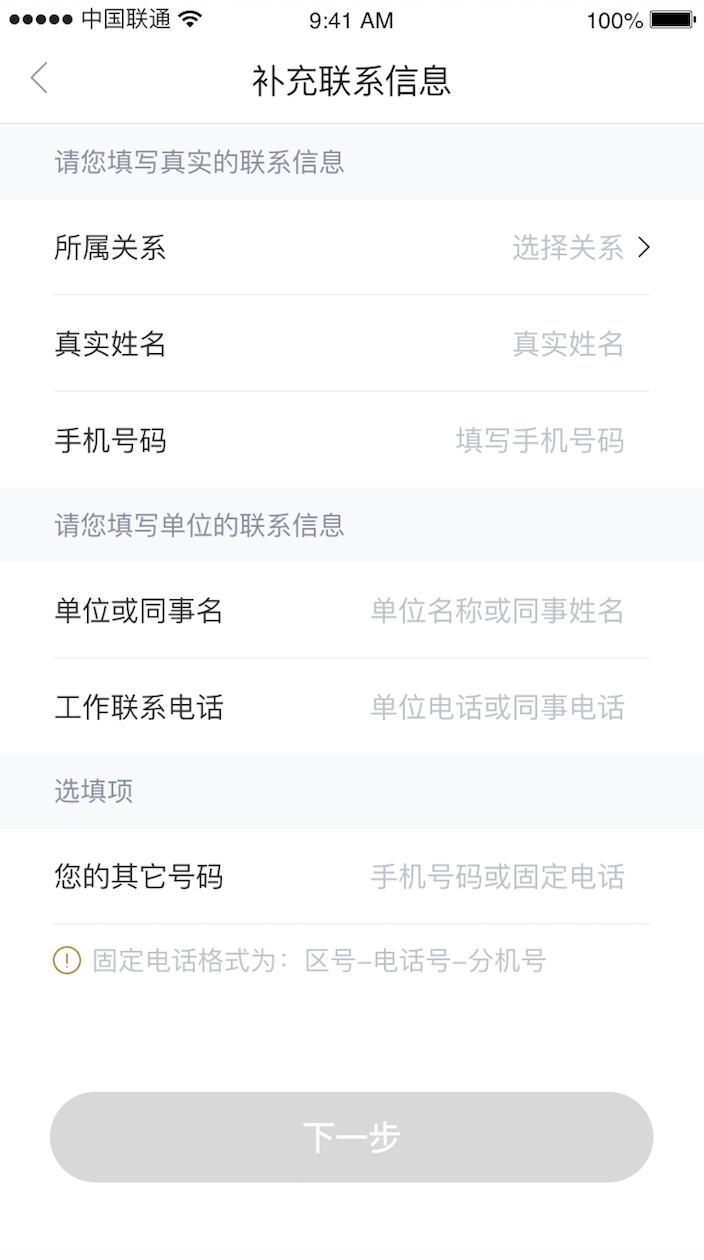 中国联通 9:41 AM 100%
补充联系信息
请您填写真实的联系信息
所属关系 选择关系
真实姓名 真实姓名
手机号码 填写手机号码
请您填写单位的联系信息
单位或同事名 单位名称或同事姓名
工作联系电话 单位电话或同事电话
选填项
您的其它号码 手机号码或固定电话
固定电话格式为：区号–电话号–分机号
下一步